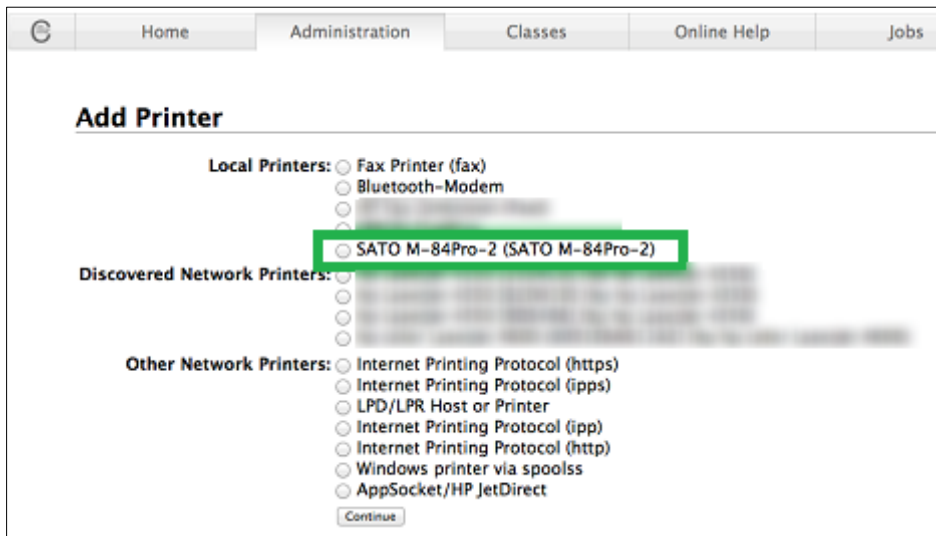 Home Administration Classes Online Help Jobs
Add Printer
Local Printers: Fax Printer (fax)
Bluetooth-Modem
SATO M-84Pro-2 (SATO M-84Pro-2)
Discovered Network Printers:
Other Network Printers: Internet Printing Protocol (https)
Internet Printing Protocol (ipps)
LPD/LPR Host or Printer
Internet Printing Protocol (ipp)
Internet Printing Protocol (http)
Windows printer via spoolss
AppSocket/HP JetDirect
Continue